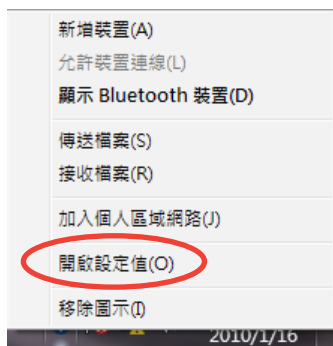 新增裝置(A)
允許裝置連線(L)
顯示 Bluetooth 裝置(D)
傳送檔案(S)
接收檔案(R)
加入個人區域網路(J)
開啟設定值(O)
移除圖示(I)
2010/1/16